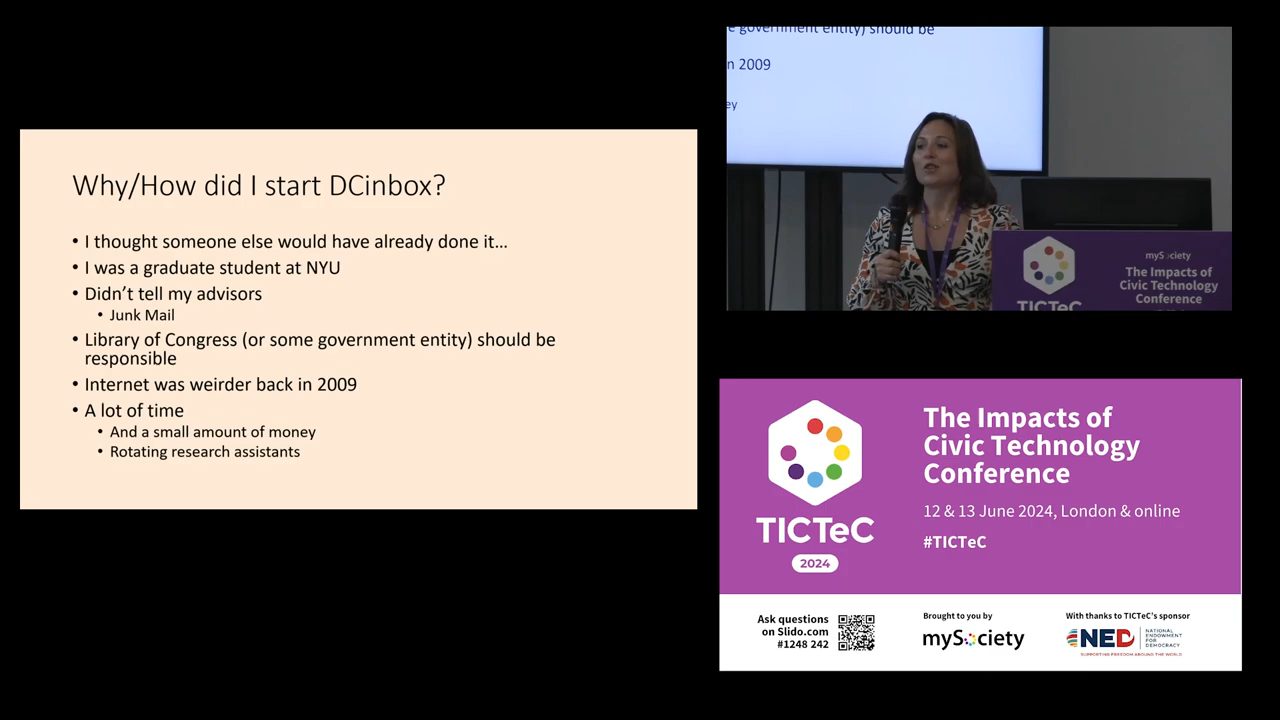 Why/How did I start DCinbox?
• I thought someone else would have already done it…
• I was a graduate student at NYU
• Didn't tell my advisors
• Junk Mail
• Library of Congress (or some government entity) should be
responsible
• Internet was weirder back in 2009
• A lot of time
• And a small amount of money
• Rotating research assistants
e government entity) should be
n 2009
ey
mySociety
The Impacts of
Civic Technology
Conference
TICTeC
The Impacts of
Civic Technology
Conference
12 & 13 June 2024, London & online
#TICTeC
TICTeC
2024
Ask questions
on Slido.com
#1248 242
Brought to you by
mySociety
With thanks to TICTeC's sponsor
NED
NATIONAL
ENDOWMENT
FOR
DEMOCRACY
SUPPORTING FREEDOM AROUND THE WORLD